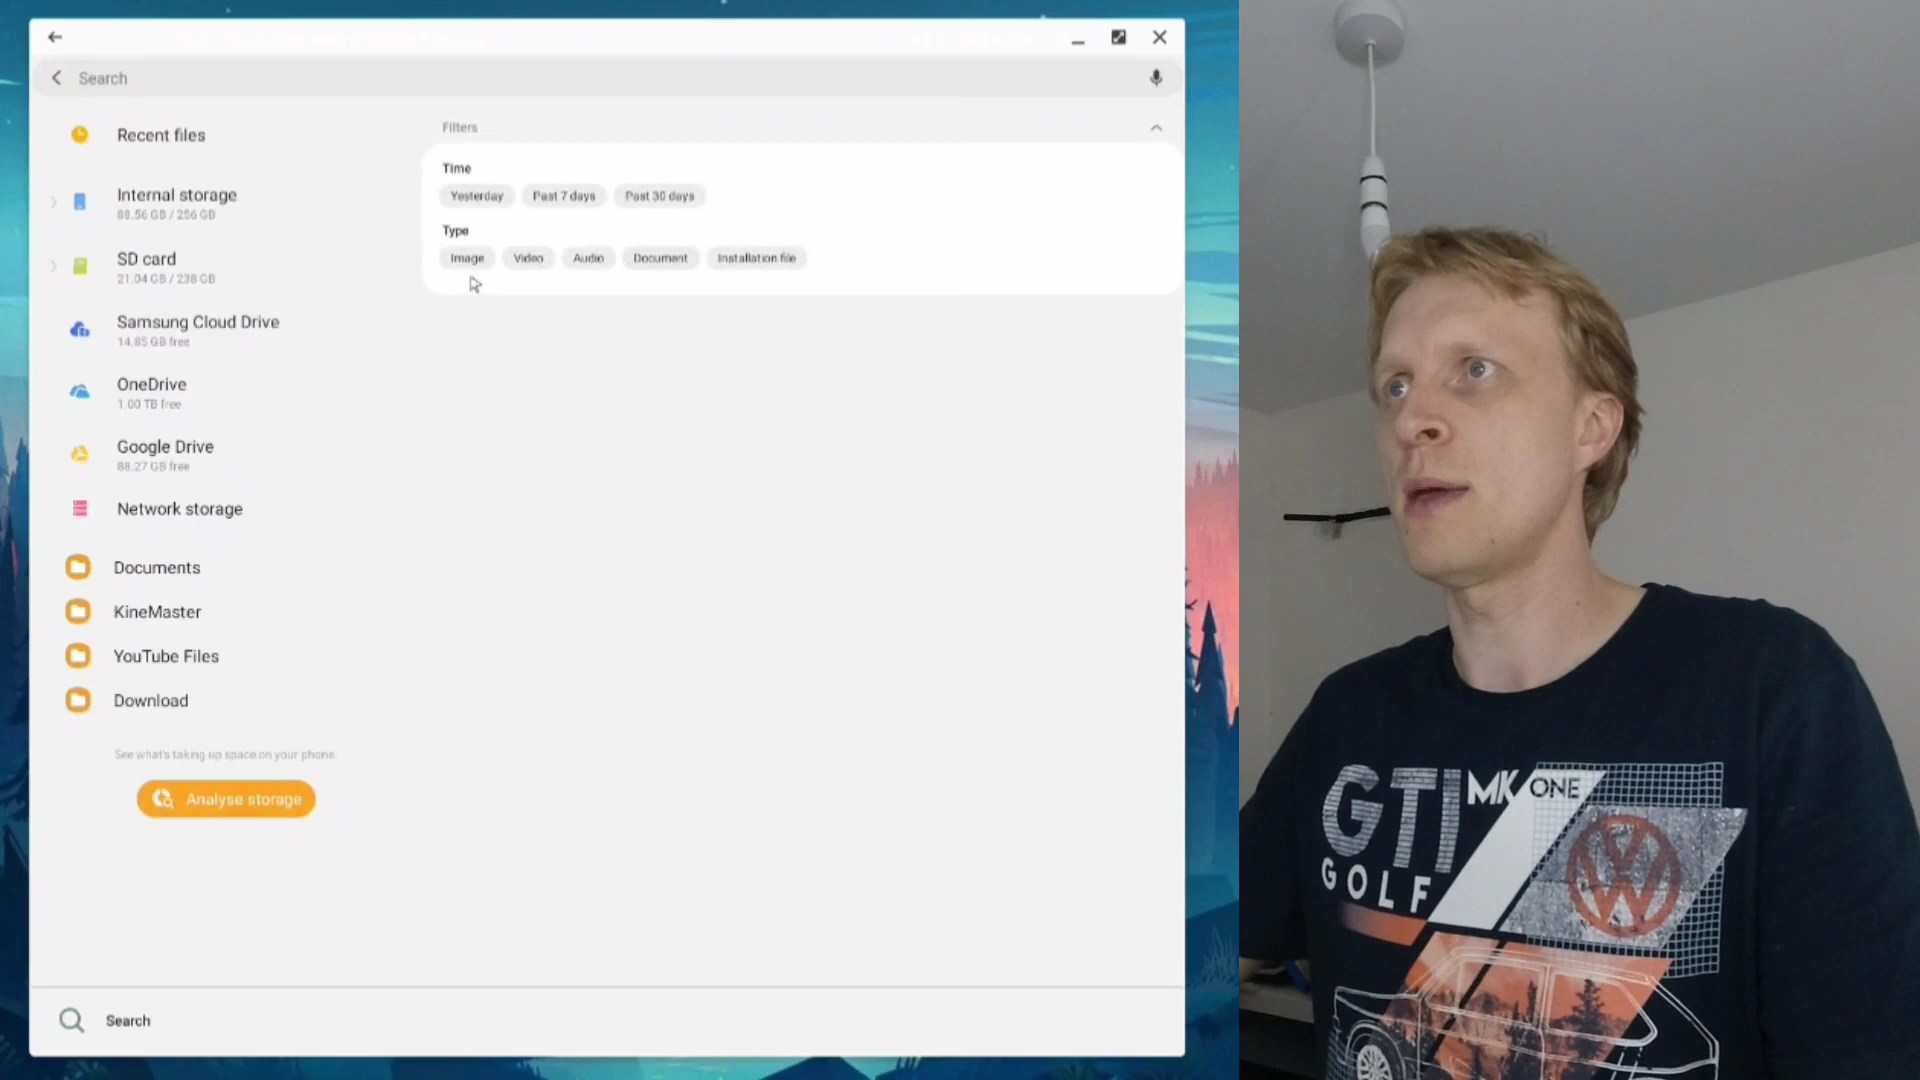 Search
Recent files
Internal storage
88.56 GB / 256 GB
SD card
21.04 GB / 238 GB
Samsung Cloud Drive
14.85 GB free
OneDrive
1.00 TB free
Google Drive
88.27 GB free
Network storage
Documents
KineMaster
YouTube Files
Download
See what's taking up space on your phone.
Analyse storage
Search
Filters
Time
Yesterday Past 7 days Past 30 days
Type
Image Video Audio Document Installation file
GTI MK ONE
GOLF